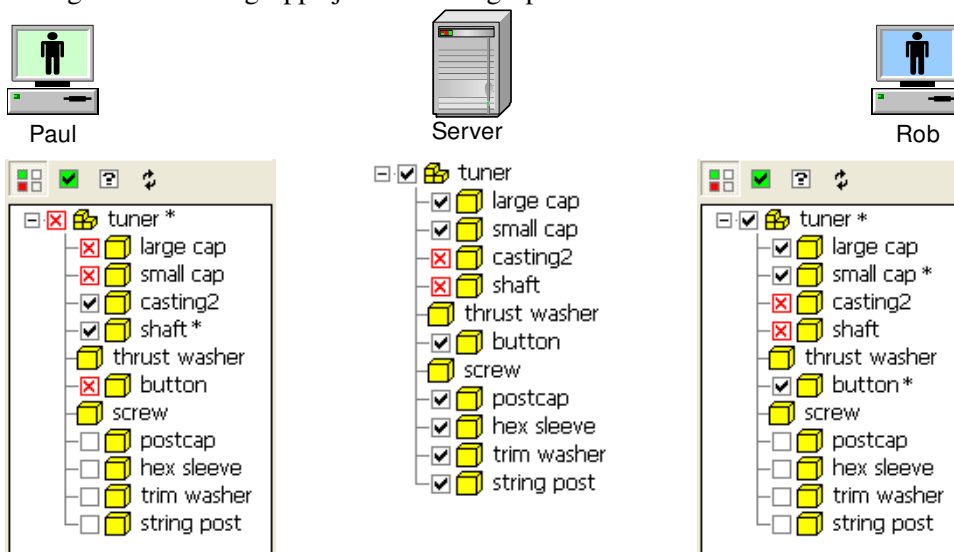 Paul
Server
Rob
tuner *
large cap
small cap
casting2
shaft *
thrust washer
button
screw
postcap
hex sleeve
trim washer
string post
tuner
large cap
small cap
casting2
shaft
thrust washer
button
screw
postcap
hex sleeve
trim washer
string post
tuner *
large cap
small cap *
casting2
shaft
thrust washer
button *
screw
postcap
hex sleeve
trim washer
string post